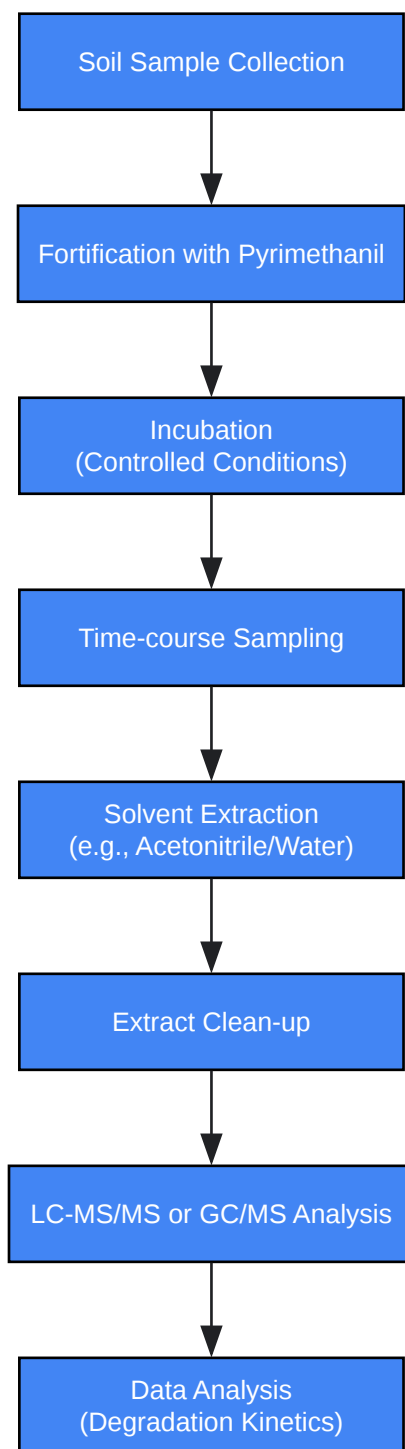 Soil Sample Collection
Fortification with Pyrimethanil
Incubation
(Controlled Conditions)
Time-course Sampling
Solvent Extraction
(e.g., Acetonitrile/Water)
Extract Clean-up
LC-MS/MS or GC/MS Analysis
Data Analysis
(Degradation Kinetics)